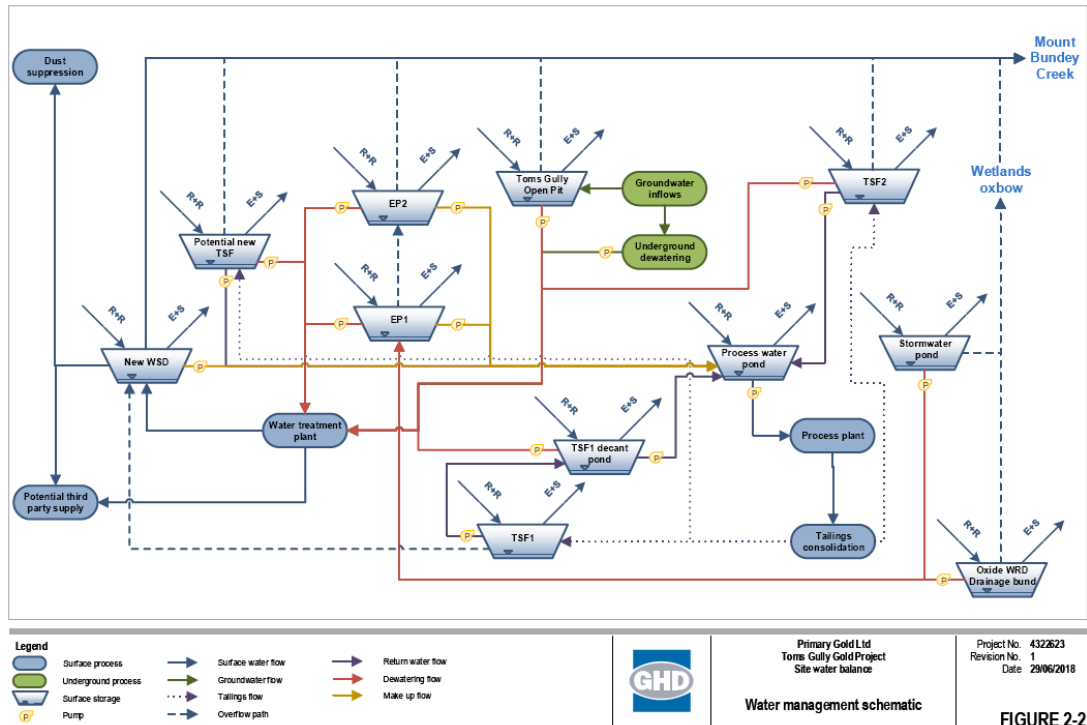 Dust
suppression
Mount
Bundey
Creek
R+R
E+S
EP2
P
P
R+R
E+S
Toms Gully
Open Pit
P
Groundwater
inflows
R+R
E+S
TSF2
P
P
Wetlands
oxbow
R+R
E+S
Potential new
TSF
P
P
Underground
dewatering
P
R+R
E+S
EP1
P
P
R+R
E+S
New WSD
P
R+R
E+S
Process water
pond
P
R+R
E+S
Stormwater
pond
P
Water treatment
plant
R+R
E+S
TSF1 decant
pond
P
P
Process plant
Potential third
party supply
R+R
E+S
TSF1
P
Tailings
consolidation
R+R
E+S
Oxide WRD
Drainage bund
P
Legend
Surface process
Underground process
Surface storage
P
Pump
Surface water flow
Groundwater flow
Tailings flow
Overflow path
Return water flow
Dewatering flow
Make up flow
GHD
Primary Gold Ltd
Toms Gully Gold Project
Site water balance
Water management schematic
Project No. 4322623
Revision No. 1
Date 29/06/2018
FIGURE 2-2